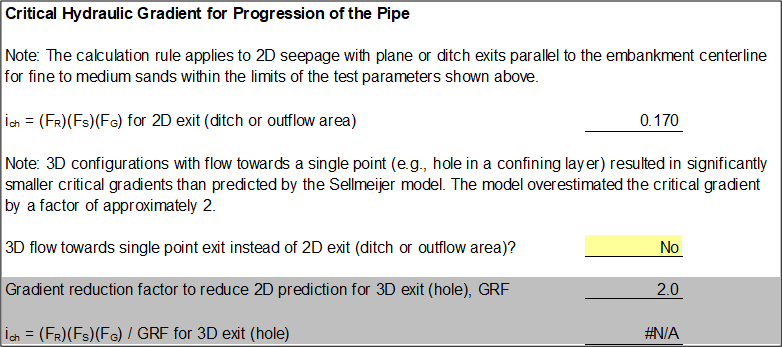 Critical Hydraulic Gradient for Progression of the Pipe
Note: The calculation rule applies to 2D seepage with plane or ditch exits parallel to the embankment centerline
for fine to medium sands within the limits of the test parameters shown above.
i_ch = (F_R)(F_S)(F_G) for 2D exit (ditch or outflow area) 0.170
Note: 3D configurations with flow towards a single point (e.g., hole in a confining layer) resulted in significantly
smaller critical gradients than predicted by the Sellmeijer model. The model overestimated the critical gradient
by a factor of approximately 2.
3D flow towards single point exit instead of 2D exit (ditch or outflow area)? No
Gradient reduction factor to reduce 2D prediction for 3D exit (hole), GRF 2.0
i_ch = (F_R)(F_S)(F_G) / GRF for 3D exit (hole) #N/A